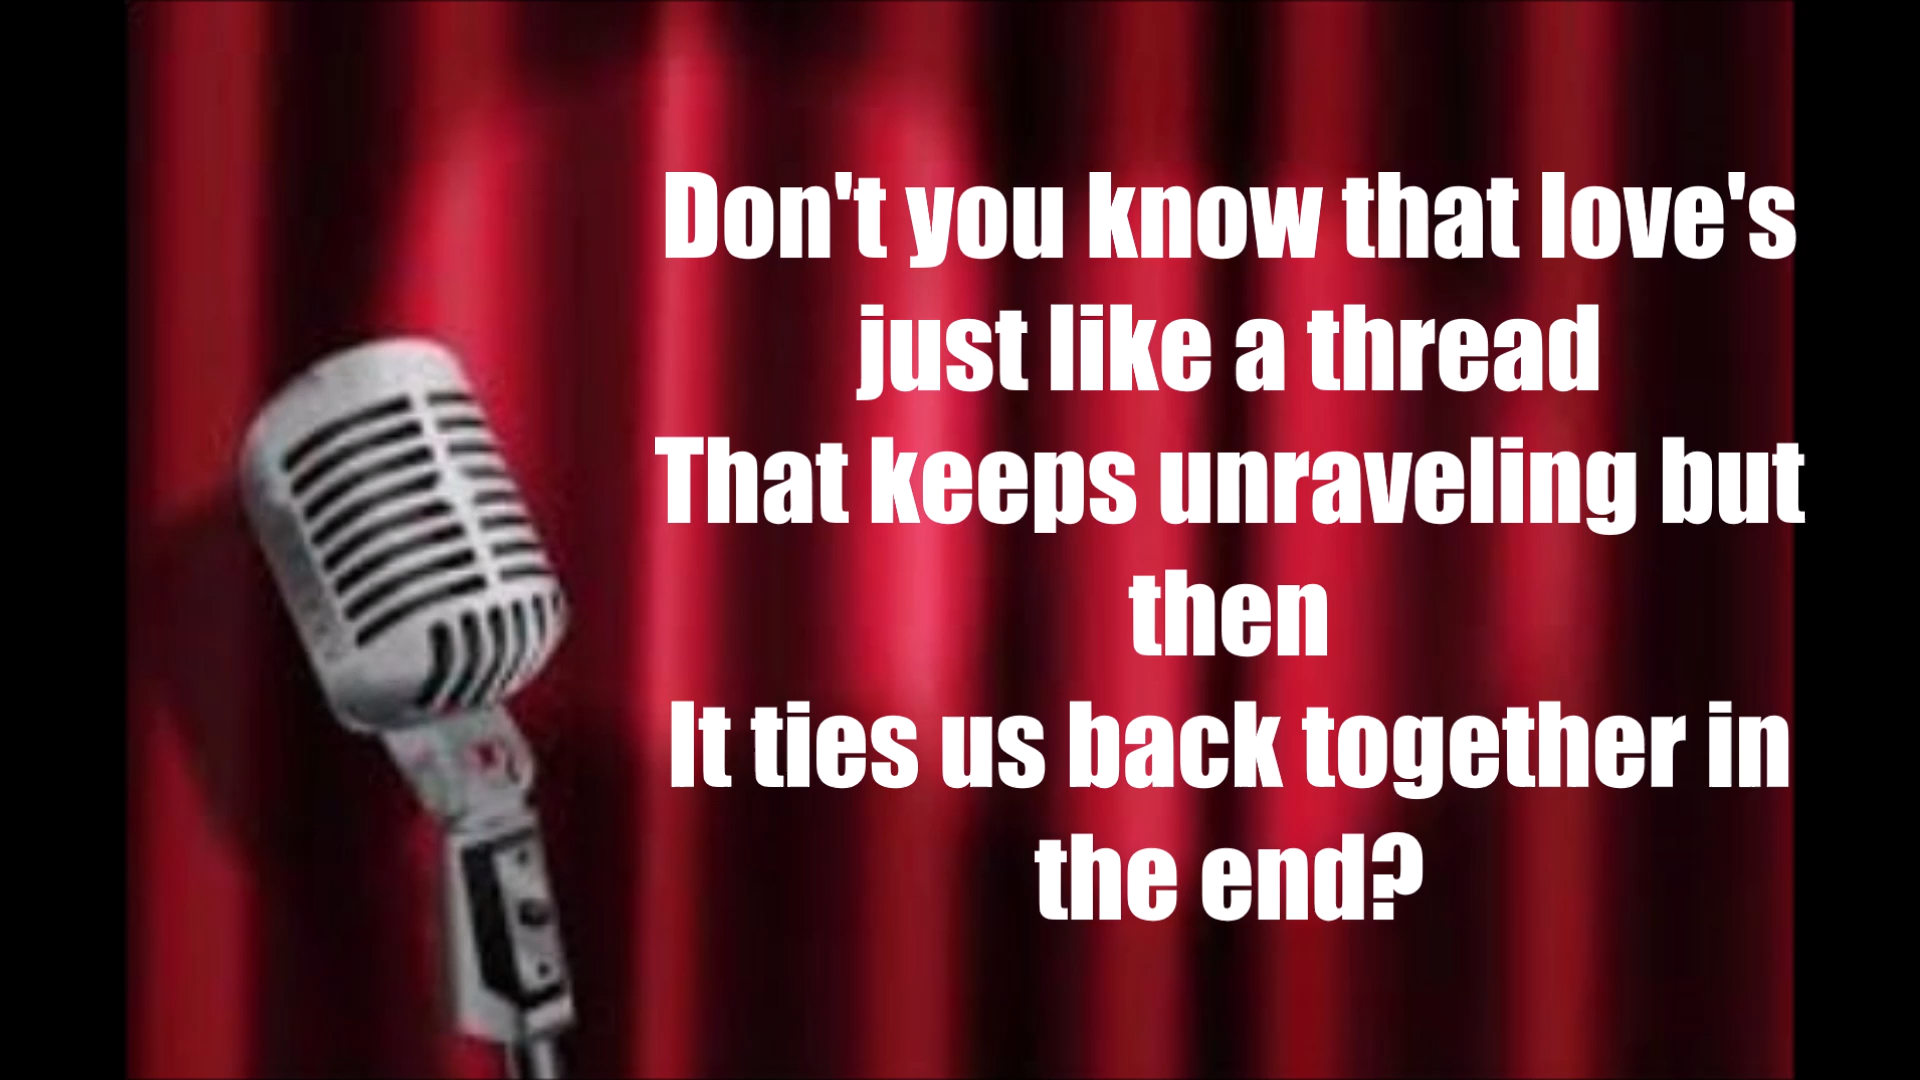 Don't you know that love's
just like a thread
That keeps unraveling but
then
It ties us back together in
the end?